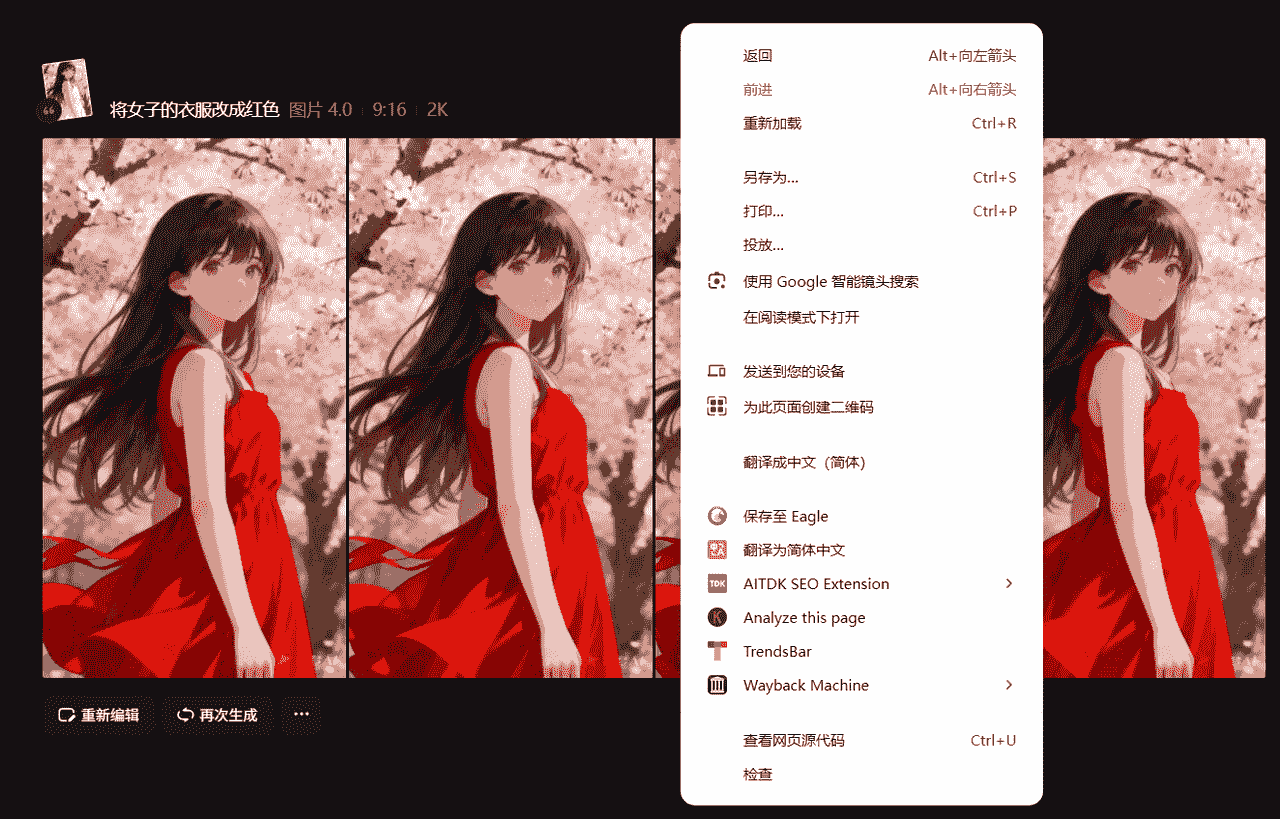 将女子的衣服改成红色 图片 4.0 9:16 2K
返回 Alt+向左箭头
前进 Alt+向右箭头
重新加载 Ctrl+R
另存为... Ctrl+S
打印... Ctrl+P
投放...
使用 Google 智能镜头搜索
在阅读模式下打开
发送到您的设备
为此页面创建二维码
翻译成中文（简体）
保存至 Eagle
翻译为简体中文
TDK AITDK SEO Extension
Analyze this page
TrendsBar
Wayback Machine
查看网页源代码 Ctrl+U
检查
重新编辑 再次生成 ...